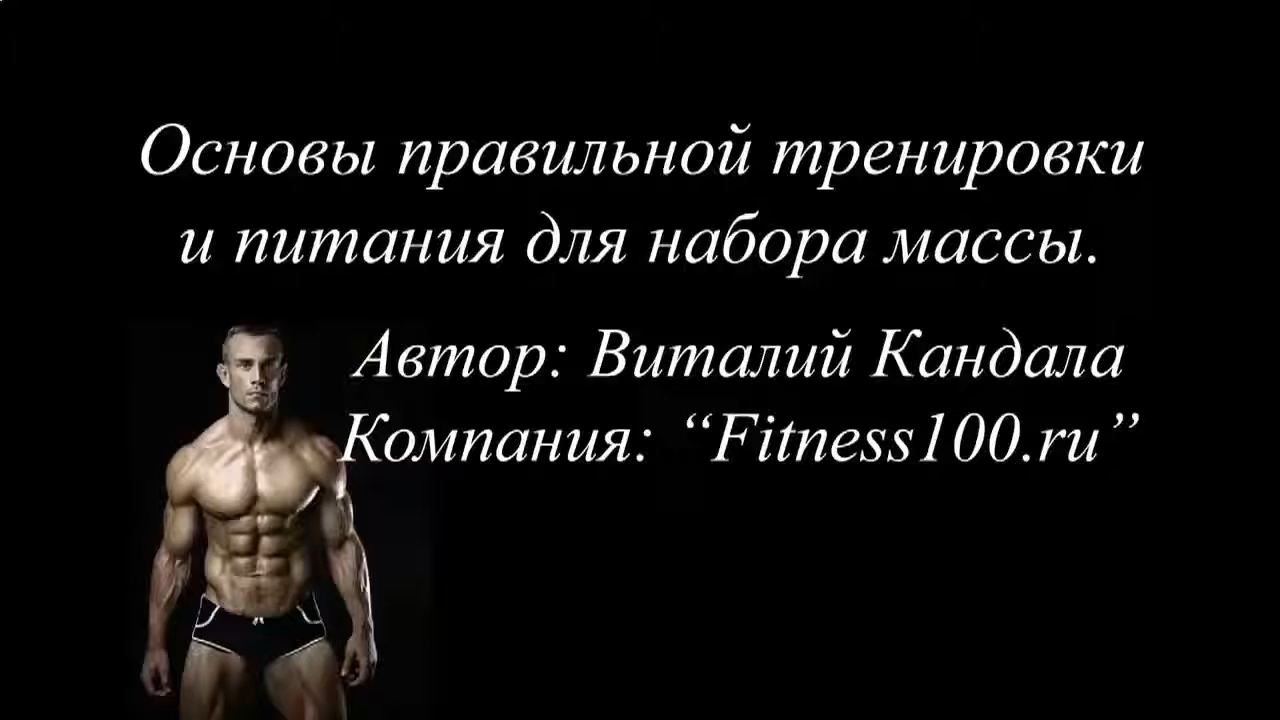 Основы правильной тренировки
и питания для набора массы.
Автор: Виталий Кандала
Компания: “Fitness100.ru”